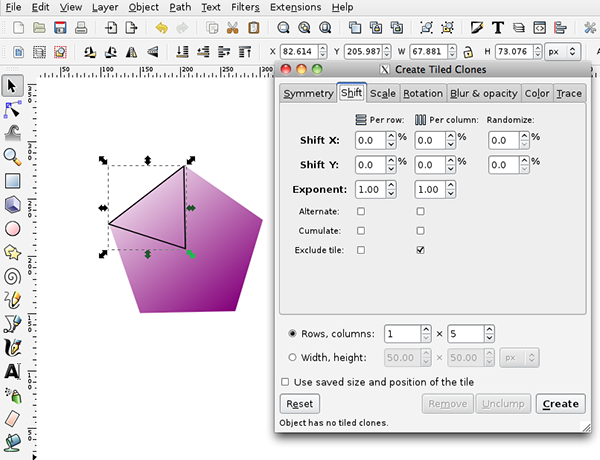 File Edit View Layer Object Path Text Filters Extensions Help
X 82.614 Y 205.987 W 67.881 H 73.076 px
Create Tiled Clones
Symmetry Shift Scale Rotation Blur & opacity Color Trace
Per row: Per column: Randomize:
Shift X: 0.0 % 0.0 % 0.0 %
Shift Y: 0.0 % 0.0 % 0.0 %
Exponent: 1.00 1.00
Alternate:
Cumulate:
Exclude tile:
Rows, columns: 1 × 5
Width, height: 50.00 × 50.00 px
Use saved size and position of the tile
Reset Remove Unclump Create
Object has no tiled clones.